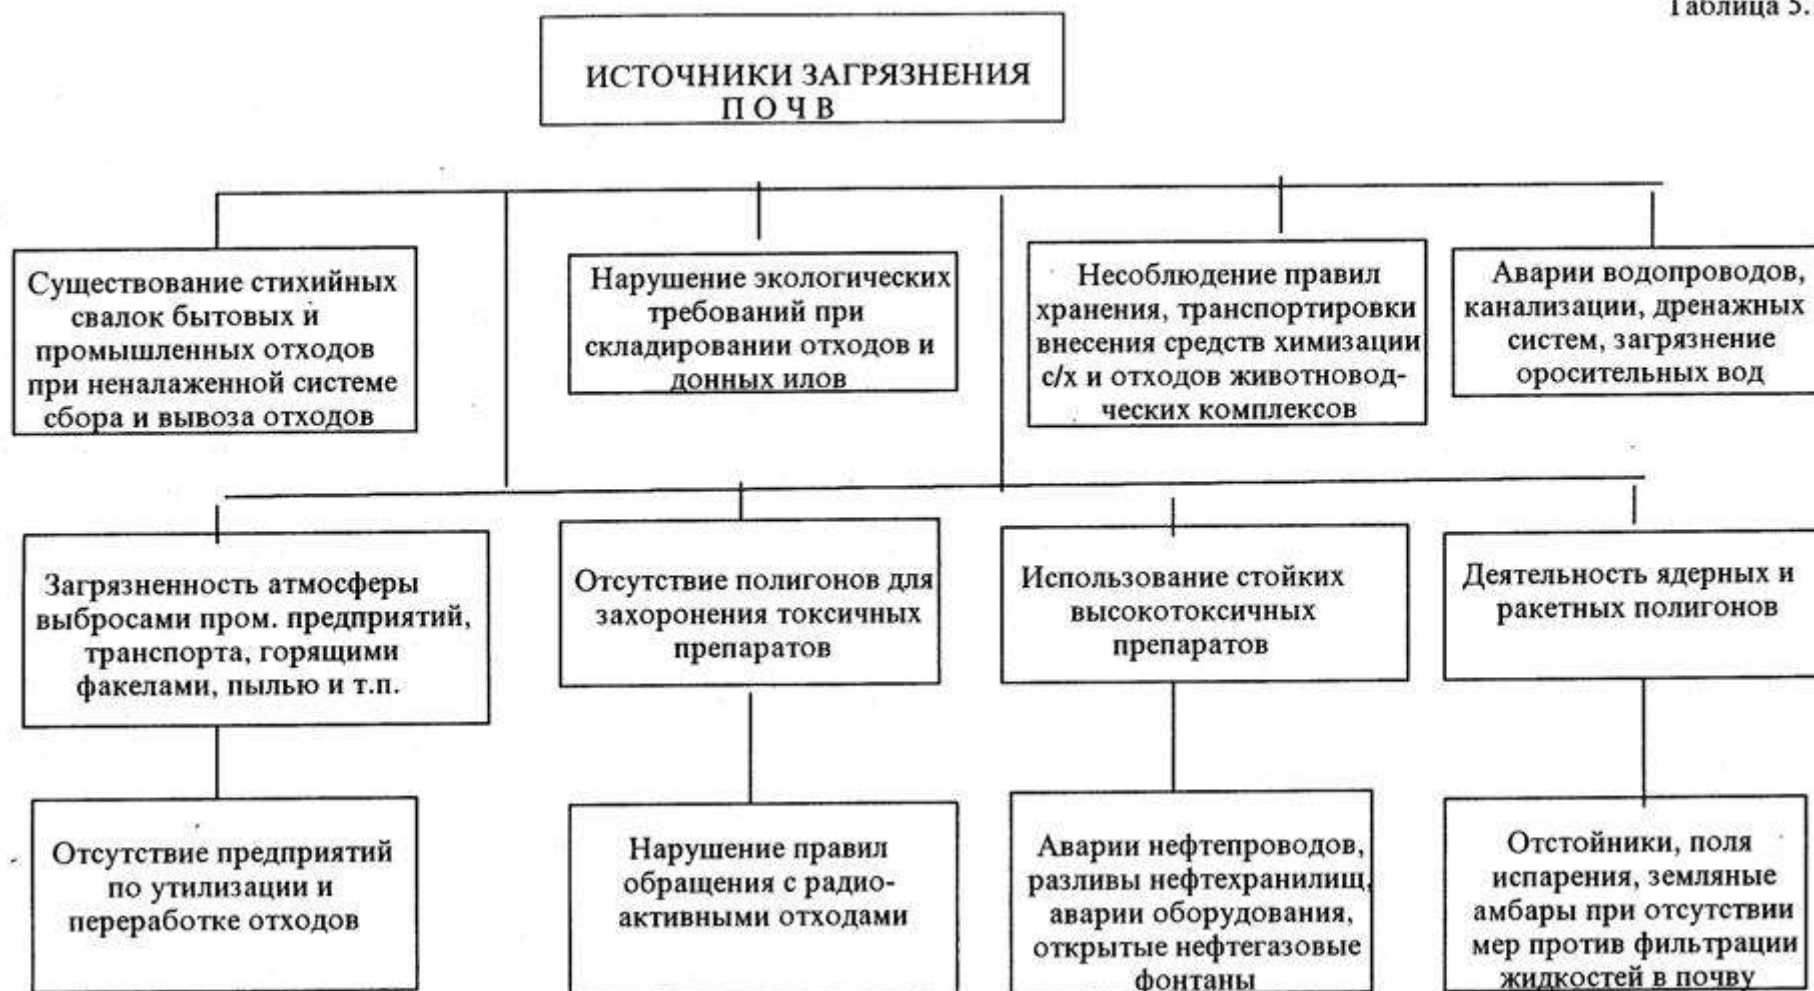 Таблица 5.
ИСТОЧНИКИ ЗАГРЯЗНЕНИЯ
П О Ч В
Существование стихийных
свалок бытовых и
промышленных отходов
при неналаженной системе
сбора и вывоза отходов
Нарушение экологических
требований при
складировании отходов и
донных илов
Несоблюдение правил
хранения, транспортировки
внесения средств химизации
с/х и отходов животновод-
ческих комплексов
Аварии водопроводов,
канализации, дренажных
систем, загрязнение
оросительных вод
Загрязненность атмосферы
выбросами пром. предприятий,
транспорта, горящими
факелами, пылью и т.п.
Отсутствие полигонов для
захоронения токсичных
препаратов
Использование стойких
высокотоксичных
препаратов
Деятельность ядерных и
ракетных полигонов
Отсутствие предприятий
по утилизации и
переработке отходов
Нарушение правил
обращения с радио-
активными отходами
Аварии нефтепроводов,
разливы нефтехранилищ,
аварии оборудования,
открытые нефтегазовые
фонтаны
Отстойники, поля
испарения, земляные
амбары при отсутствии
мер против фильтрации
жидкостей в почву